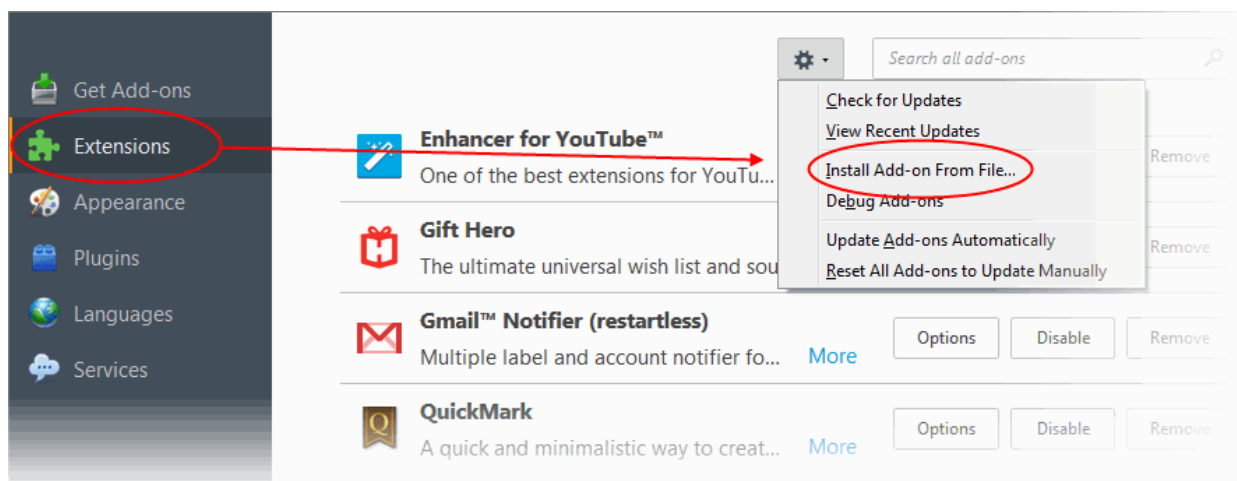 Get Add-ons
Extensions
Appearance
Plugins
Languages
Services
Search all add-ons
Check for Updates
View Recent Updates
Install Add-on From File...
Debug Add-ons
Update Add-ons Automatically
Reset All Add-ons to Update Manually
Enhancer for YouTube™
One of the best extensions for YouTu...
Remove
Gift Hero
The ultimate universal wish list and sou
Remove
Gmail™ Notifier (restartless)
Multiple label and account notifier fo... More
Options Disable Remove
QuickMark
A quick and minimalistic way to creat... More
Options Disable Remove